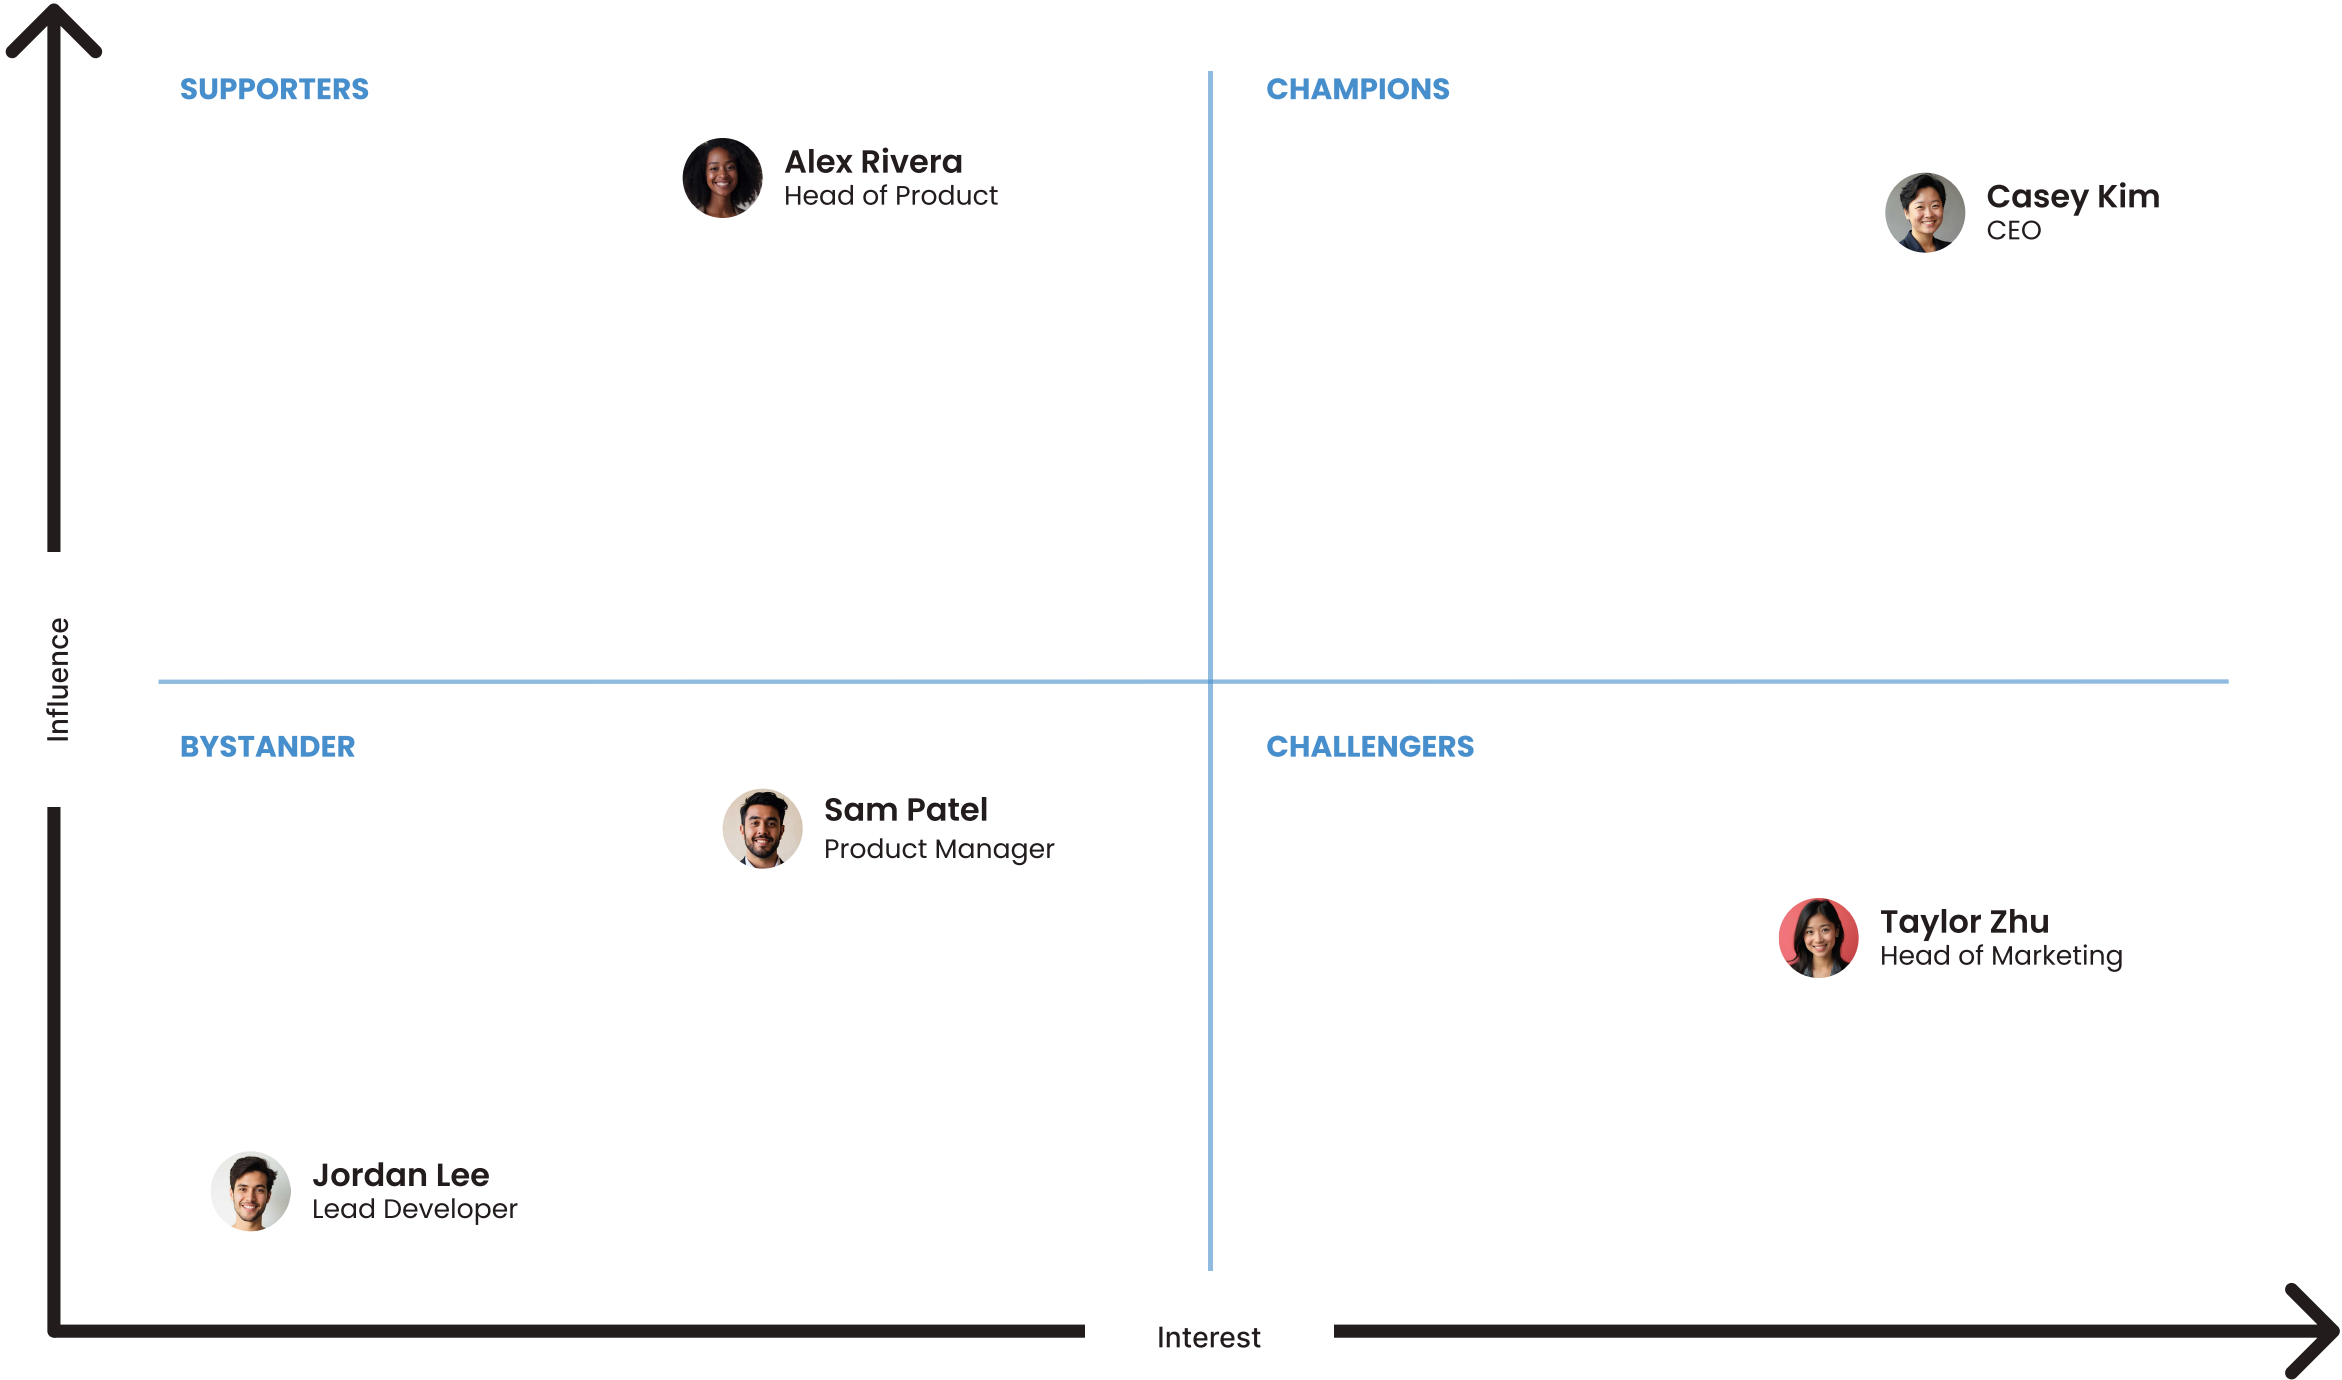 SUPPORTERS
CHAMPIONS
Alex Rivera
Head of Product
Casey Kim
CEO
Influence
BYSTANDER
CHALLENGERS
Sam Patel
Product Manager
Taylor Zhu
Head of Marketing
Jordan Lee
Lead Developer
Interest